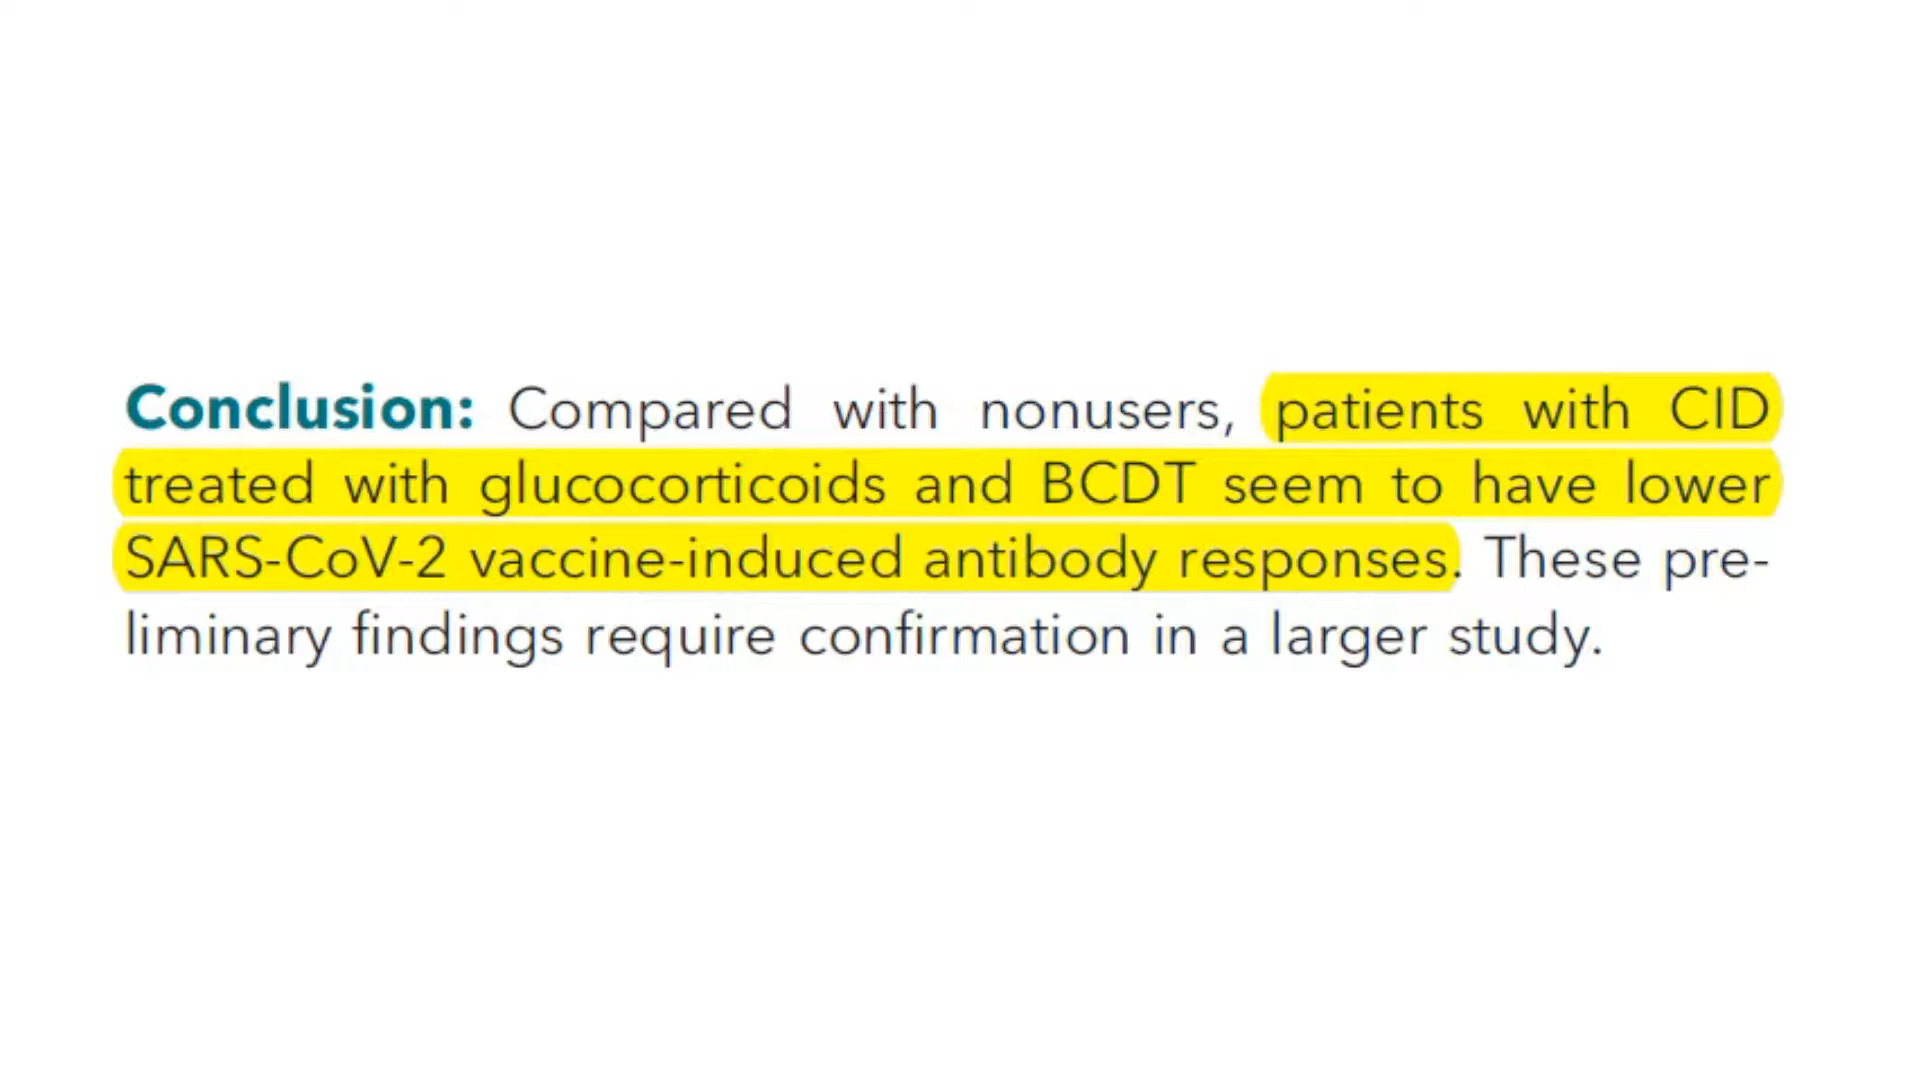 Conclusion: Compared with nonusers, patients with CID
treated with glucocorticoids and BCDT seem to have lower
SARS-CoV-2 vaccine-induced antibody responses. These pre-
liminary findings require confirmation in a larger study.